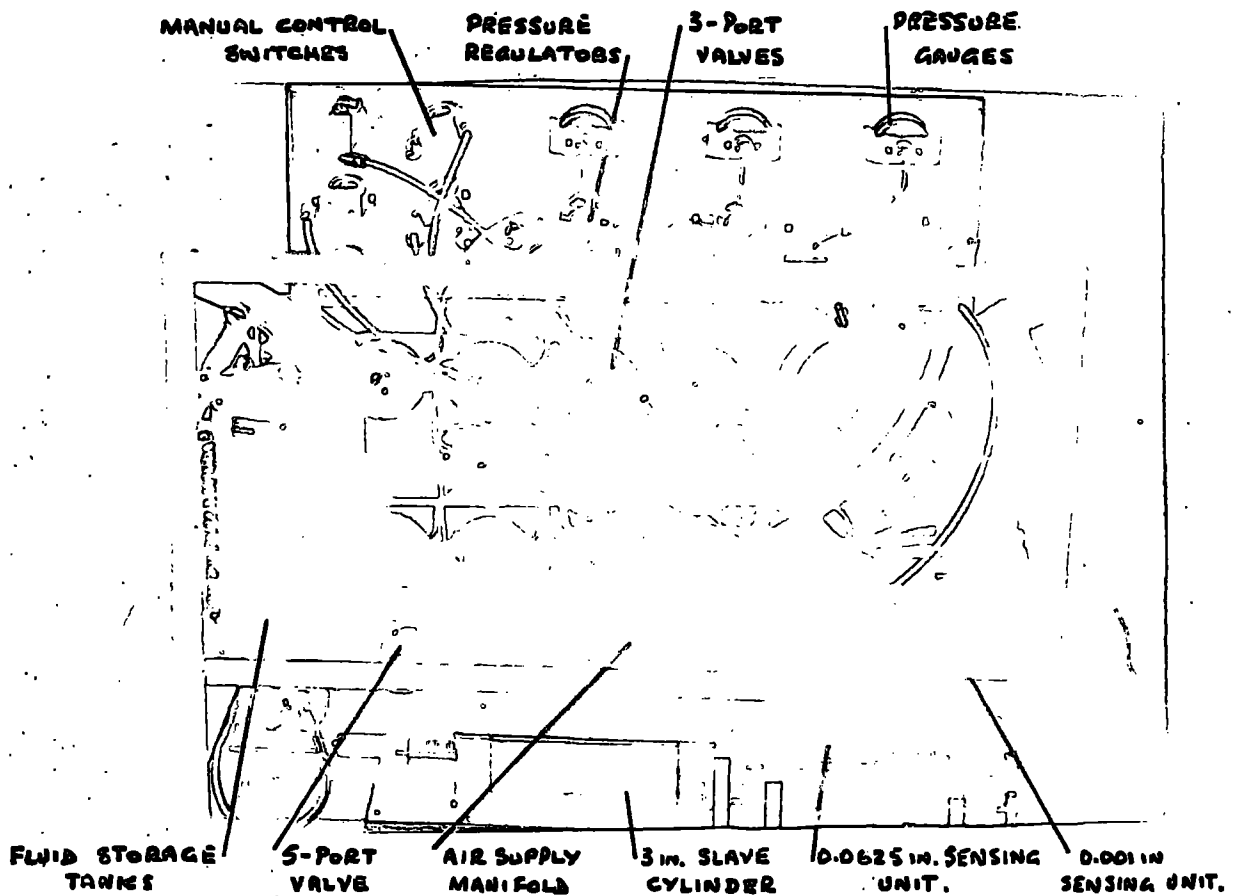 MANUAL CONTROL
SWITCHES
PRESSURE
REGULATORS
3-PORT
VALVES
PRESSURE
GAUGES
FLUID STORAGE
TANKS
5-PORT
VALVE
AIR SUPPLY
MANIFOLD
3 IN. SLAVE
CYLINDER
0.0625 IN. SENSING
UNIT.
0.001 IN
SENSING UNIT.